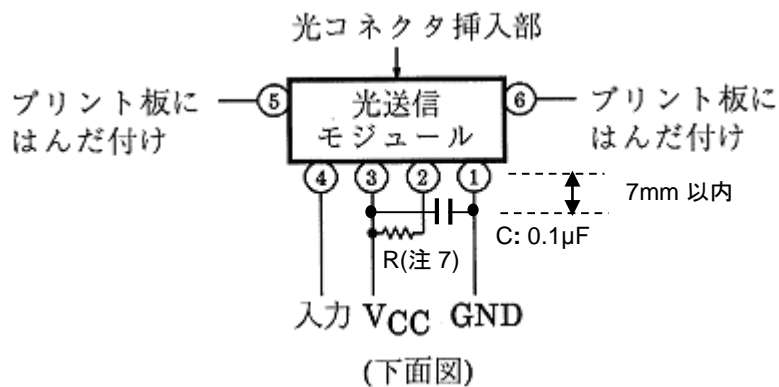 光コネクタ挿入部
プリント板に
はんだ付け
⑤
光送信
モジュール
⑥
プリント板に
はんだ付け
④ ③ ② ①
7mm 以内
C: 0.1μF
R(注 7)
入力 VCC GND
(下面図)